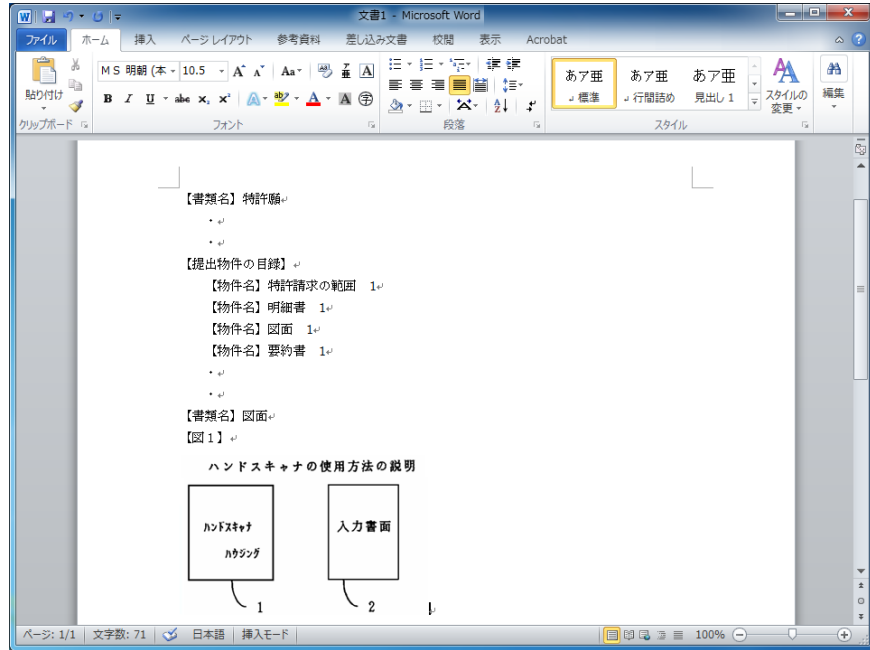 文書1 - Microsoft Word
ファイル ホーム 挿入 ページ レイアウト 参考資料 差し込み文書 校閲 表示 Acrobat
貼り付け
クリップボード
MS 明朝 (本 10.5
フォント
段落
あア亜 あア亜 あア亜
標準 行間詰め 見出し 1
スタイルの
変更
スタイル
編集
【書類名】特許願
・
・
【提出物件の目録】
【物件名】特許請求の範囲 1
【物件名】明細書 1
【物件名】図面 1
【物件名】要約書 1
・
・
【書類名】図面
【図1】
ハンドスキャナの使用方法の説明
ハンドスキャナ
ハウジング
入力書面
1 2
ページ: 1/1 文字数: 71 日本語 挿入モード 100%